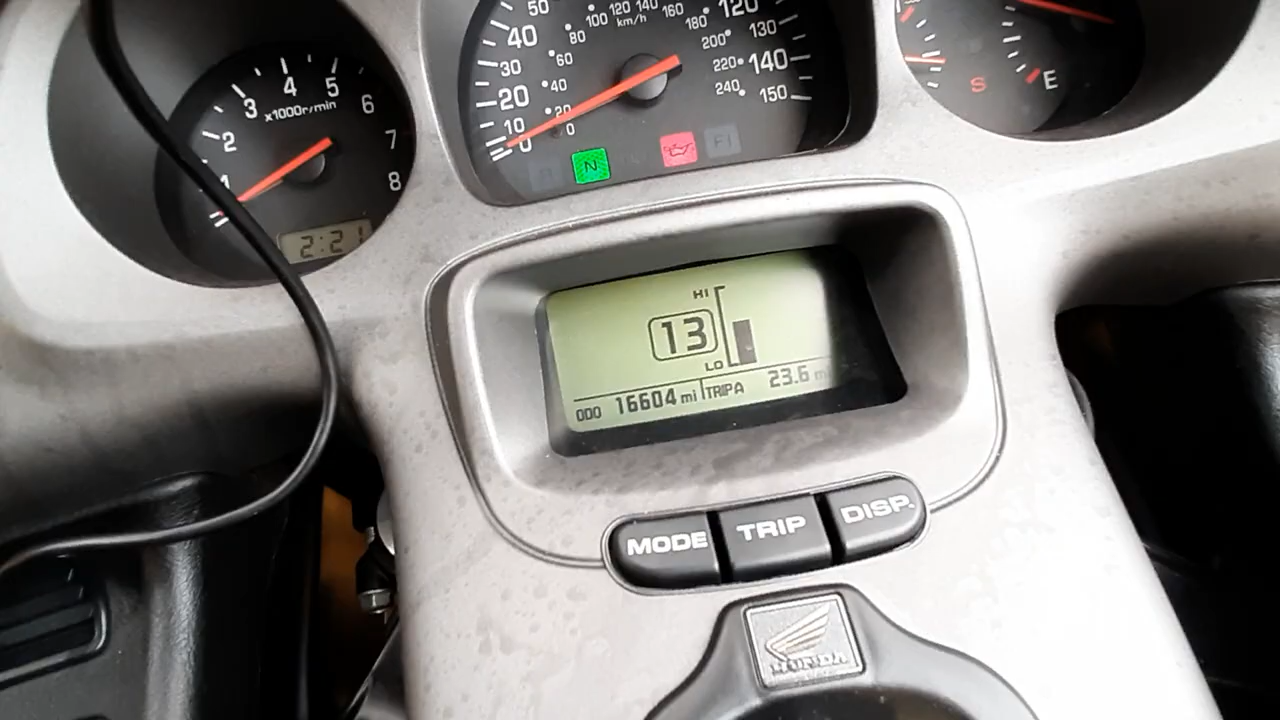 1 2 3 4 5 6 7 8
x1000r/min
2:21
0 10 20 30 40 50 120 130 140 150
0 20 40 60 80 100 120 140 160 180 200 220 240
km/h
N
FI
S
E
HI
13
LO
ODO 16604 mi TRIP A 23.6 mi
MODE TRIP DISP.
HONDA